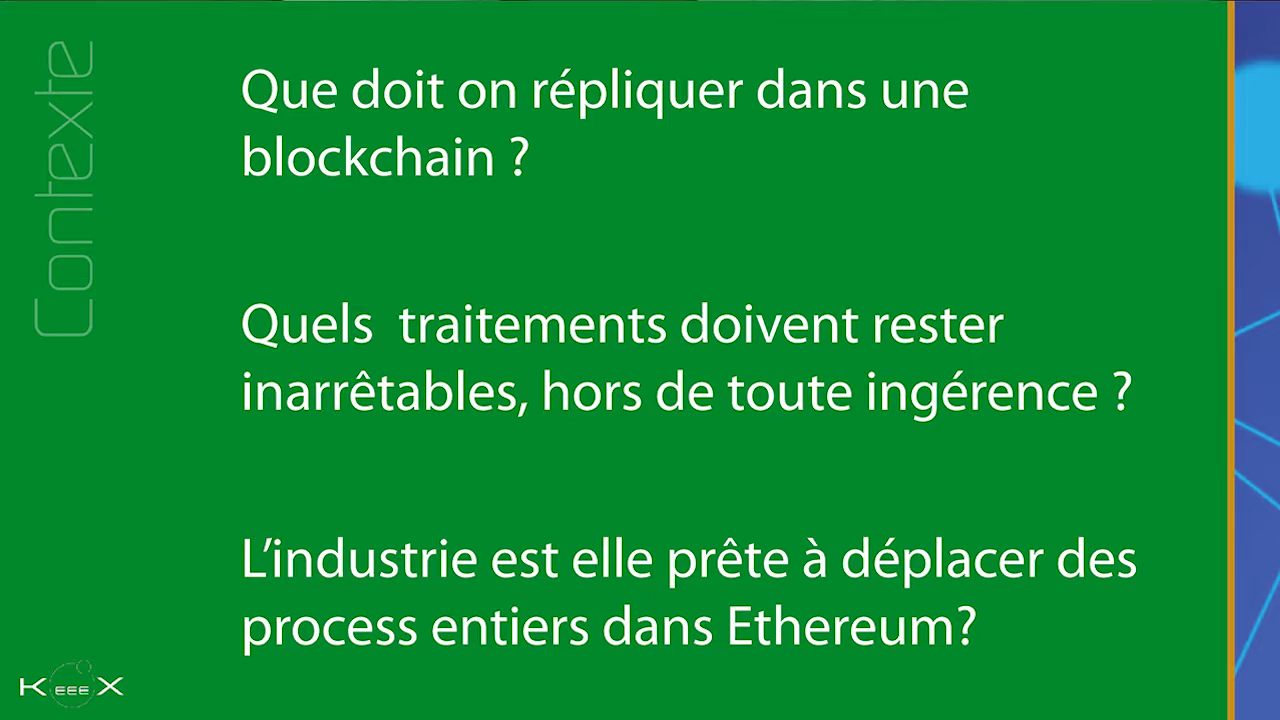 Contexte
Que doit on répliquer dans une
blockchain ?
Quels  traitements doivent rester
inarrêtables, hors de toute ingérence ?
L’industrie est elle prête à déplacer des
process entiers dans Ethereum?
KeeeX